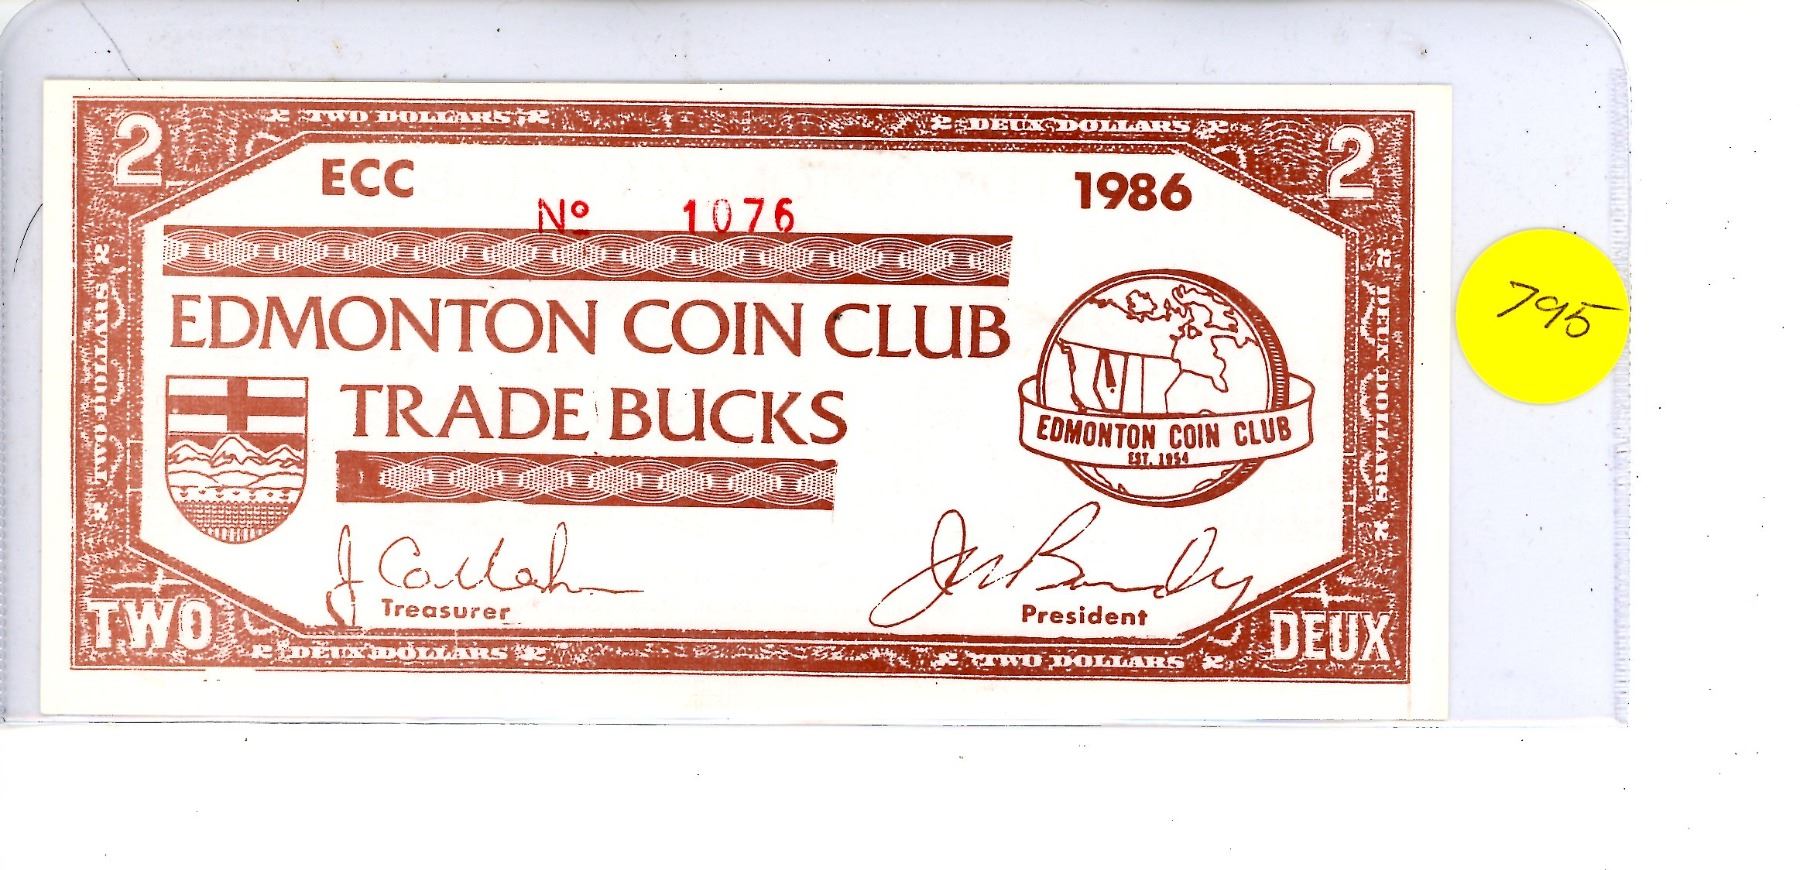 2 TWO DOLLARS 2
2 DEUX DOLLARS 2
2
2
ECC
1986
Nº 1076
EDMONTON COIN CLUB
TRADE BUCKS
EDMONTON COIN CLUB
EST. 1954
2 TWO DOLLARS 2
2 DEUX DOLLARS 2
795
J Callahan
Treasurer
President
TWO
DEUX
2 DEUX DOLLARS 2
2 TWO DOLLARS 2